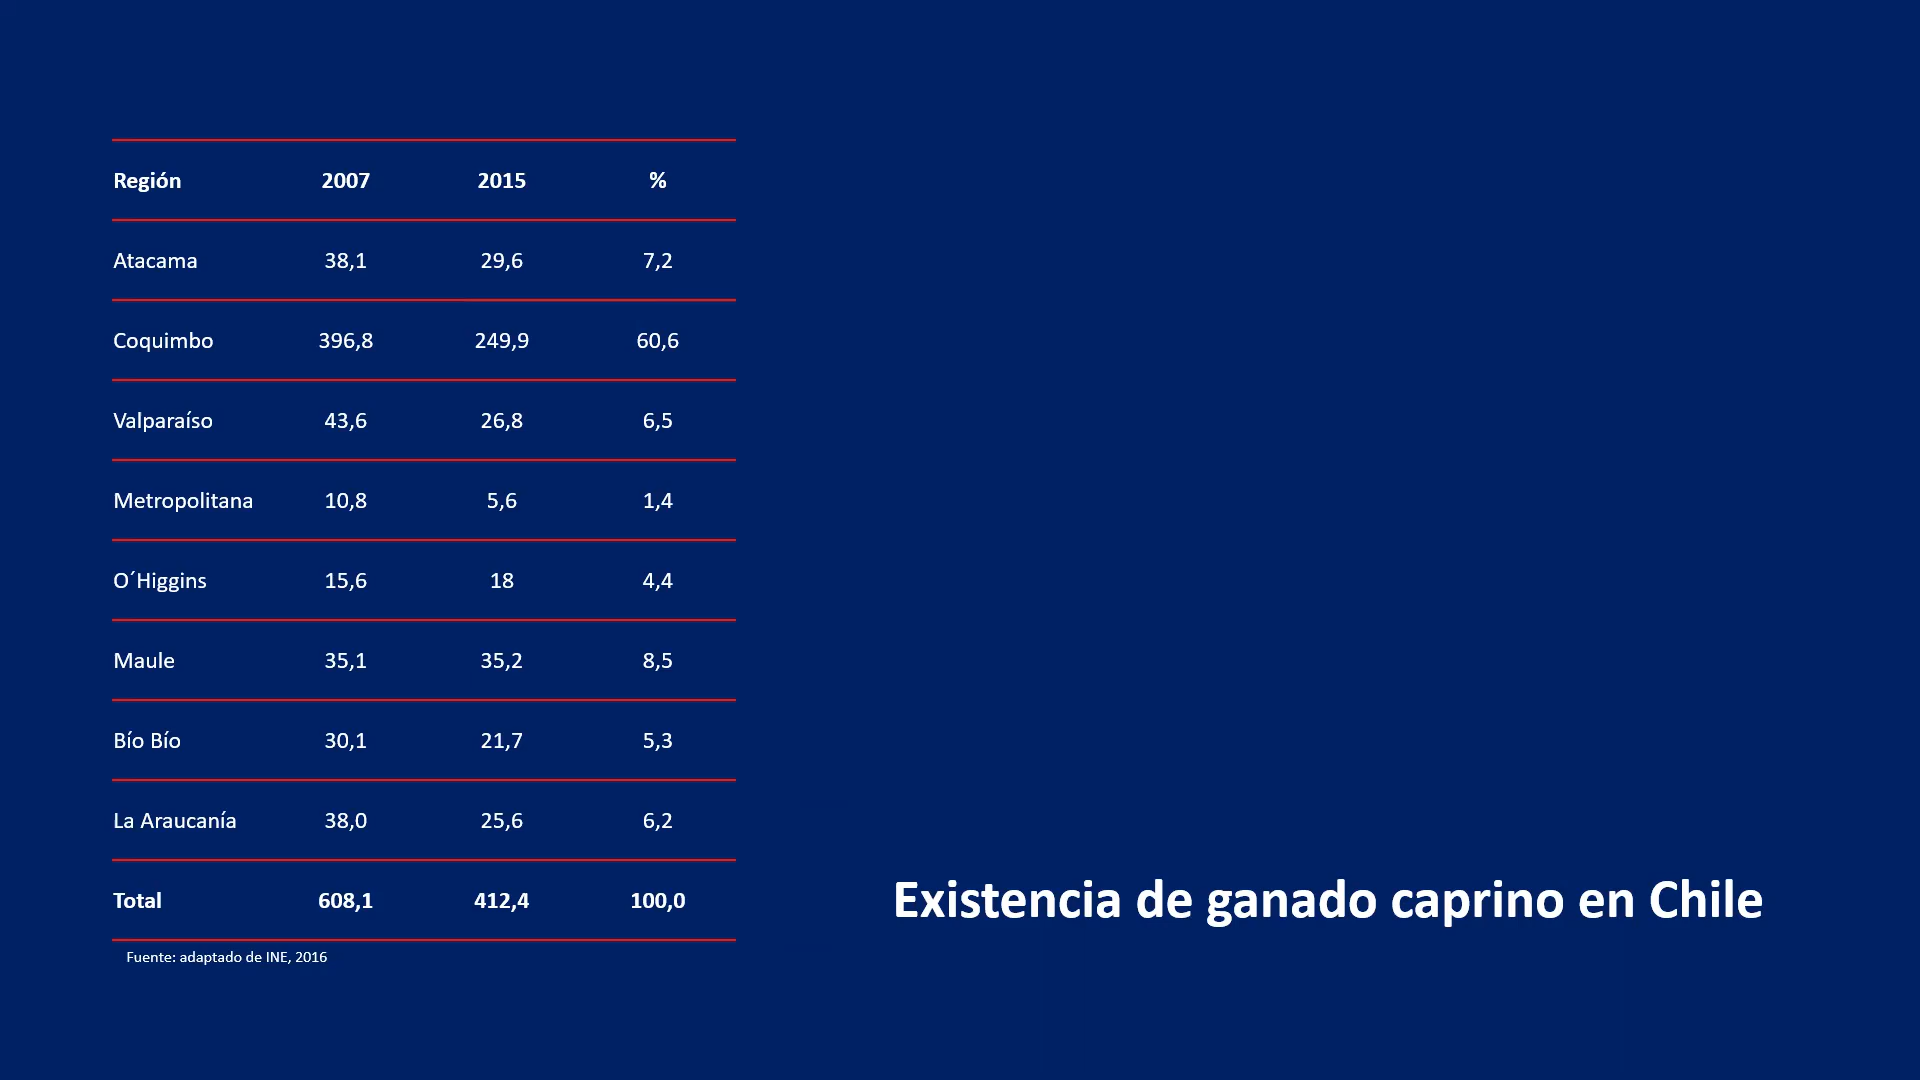 Región 2007 2015 %
Atacama 38,1 29,6 7,2
Coquimbo 396,8 249,9 60,6
Valparaíso 43,6 26,8 6,5
Metropolitana 10,8 5,6 1,4
O´Higgins 15,6 18 4,4
Maule 35,1 35,2 8,5
Bío Bío 30,1 21,7 5,3
La Araucanía 38,0 25,6 6,2
Total 608,1 412,4 100,0
Fuente: adaptado de INE, 2016
Existencia de ganado caprino en Chile